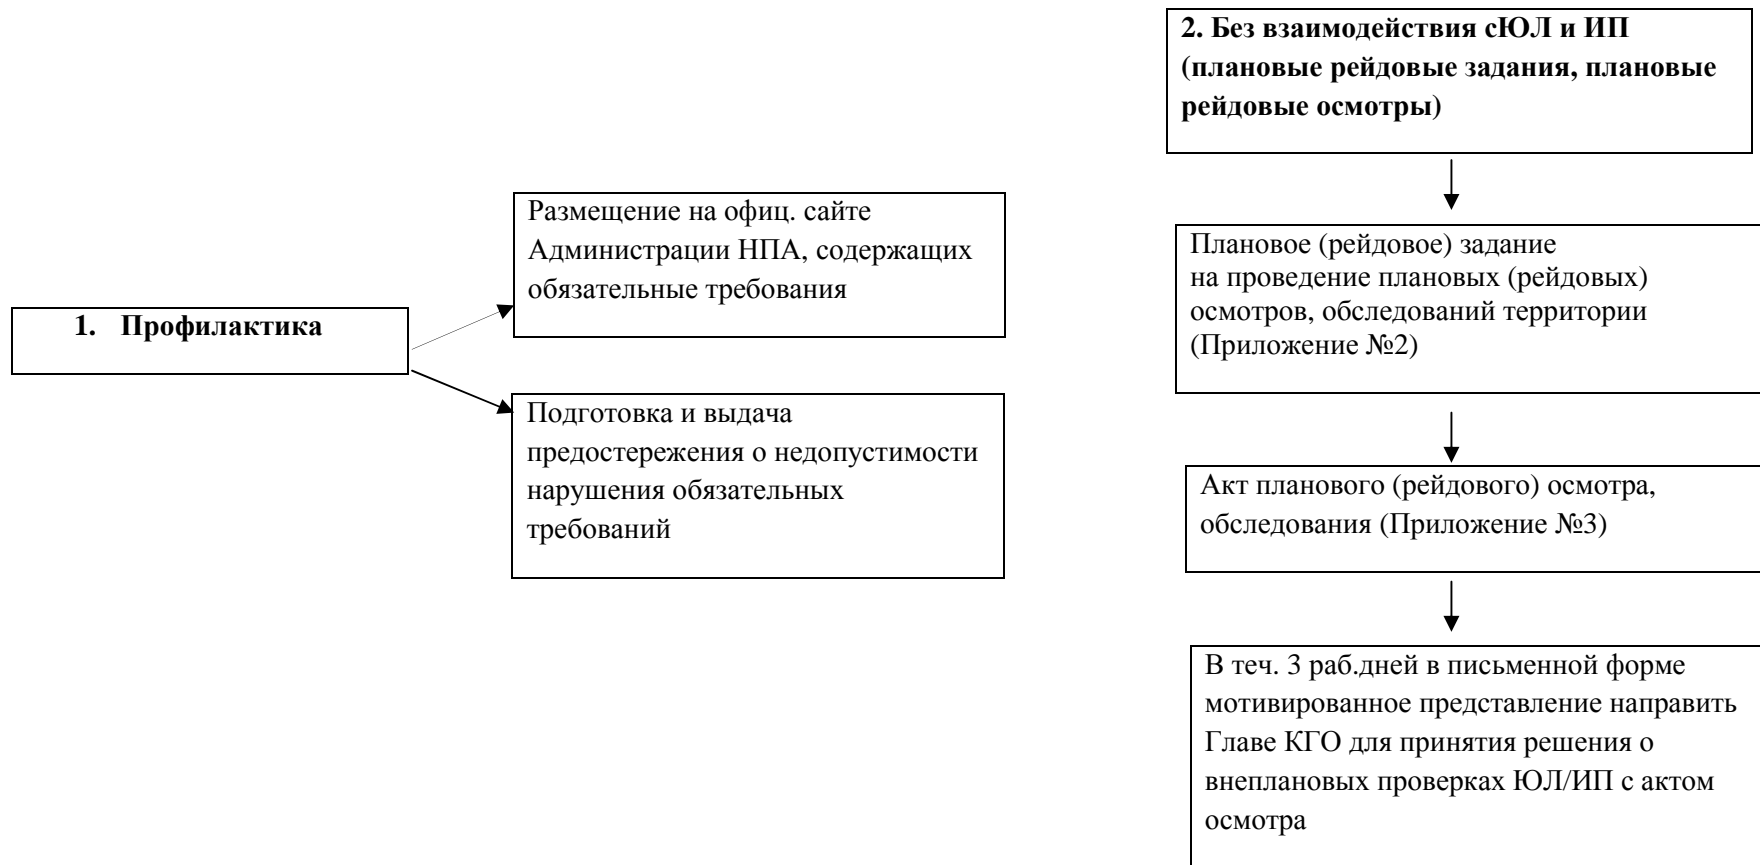 1. Профилактика
Размещение на офиц. сайте
Администрации НПА, содержащих
обязательные требования
Подготовка и выдача
предостережения о недопустимости
нарушения обязательных
требований
2. Без взаимодействия сЮЛ и ИП
(плановые рейдовые задания, плановые
рейдовые осмотры)
Плановое (рейдовое) задание
на проведение плановых (рейдовых)
осмотров, обследований территории
(Приложение №2)
Акт планового (рейдового) осмотра,
обследования (Приложение №3)
В теч. 3 раб.дней в письменной форме
мотивированное представление направить
Главе КГО для принятия решения о
внеплановых проверках ЮЛ/ИП с актом
осмотра